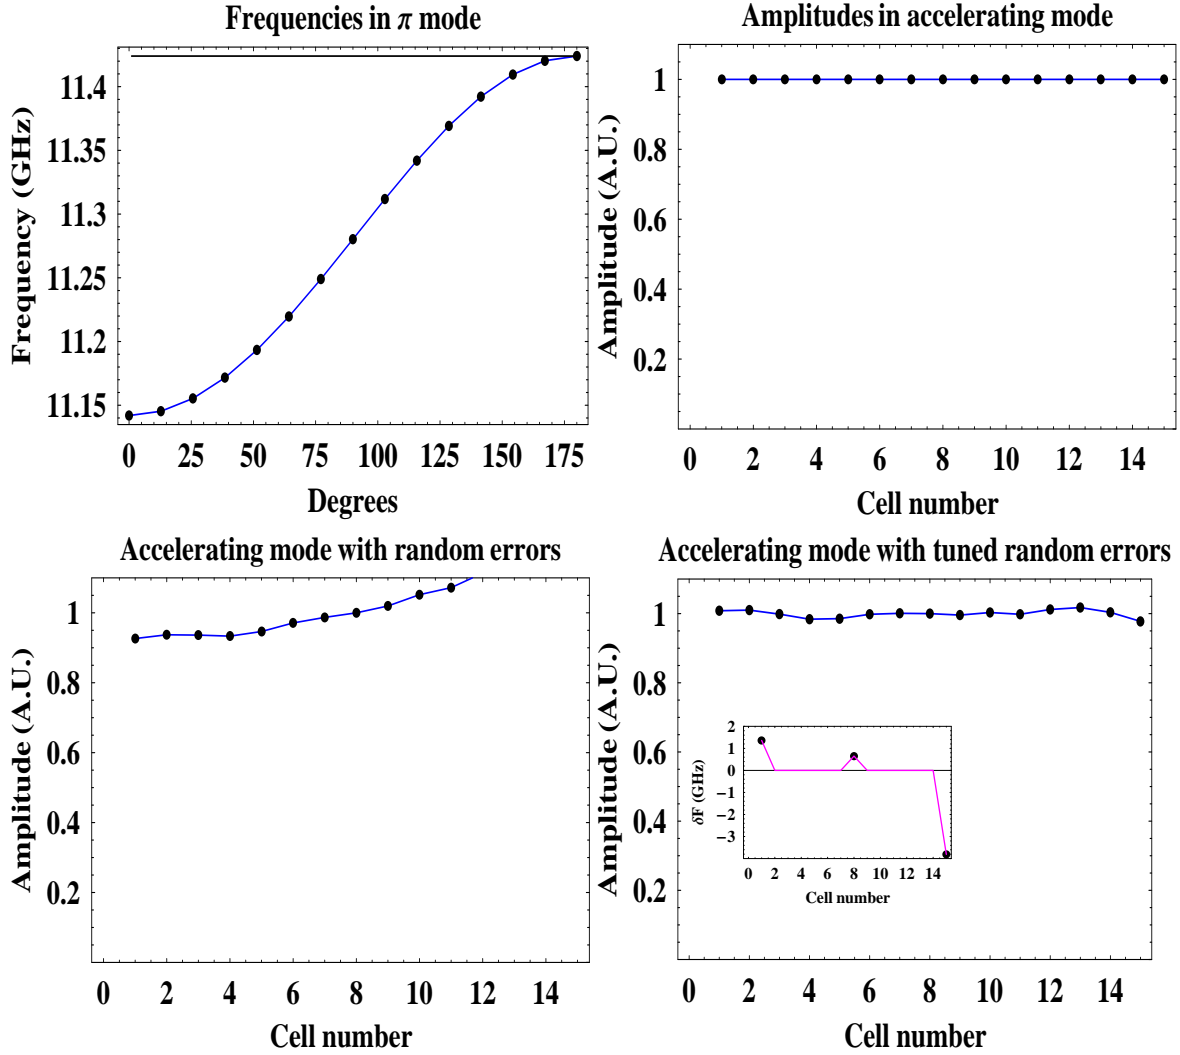 Frequencies in π mode
Frequency (GHz)
11.4
11.35
11.3
11.25
11.2
11.15
0 25 50 75 100 125 150 175
Degrees
Amplitudes in accelerating mode
Amplitude (A.U.)
1
0.8
0.6
0.4
0.2
0 2 4 6 8 10 12 14
Cell number
Accelerating mode with random errors
Amplitude (A.U.)
1
0.8
0.6
0.4
0.2
0 2 4 6 8 10 12 14
Cell number
Accelerating mode with tuned random errors
Amplitude (A.U.)
1
0.8
0.6
0.4
0.2
δF (GHz)
2
1
0
−1
−2
−3
0 2 4 6 8 10 12 14
Cell number
0 2 4 6 8 10 12 14
Cell number